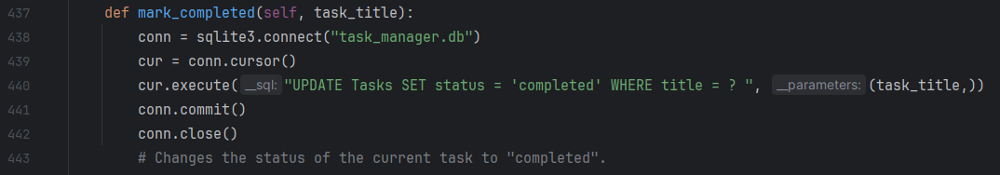 437 def mark_completed(self, task_title):
438 conn = sqlite3.connect("task_manager.db")
439 cur = conn.cursor()
440 cur.execute(__sql: "UPDATE Tasks SET status = 'completed' WHERE title = ? ", __parameters: (task_title,))
441 conn.commit()
442 conn.close()
443 # Changes the status of the current task to "completed".